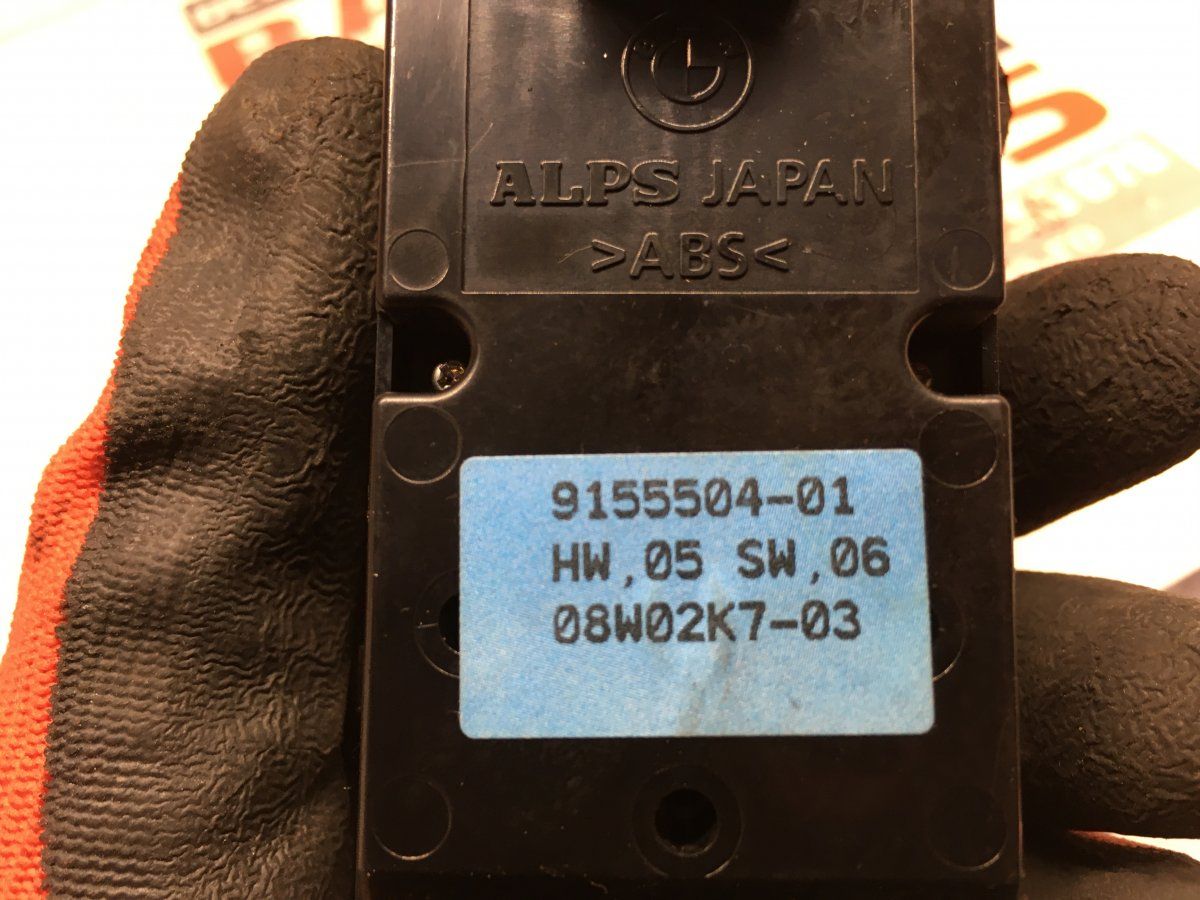 ALPS JAPAN
>ABS<
9155504-01
HW,05 SW,06
08W02K7-03